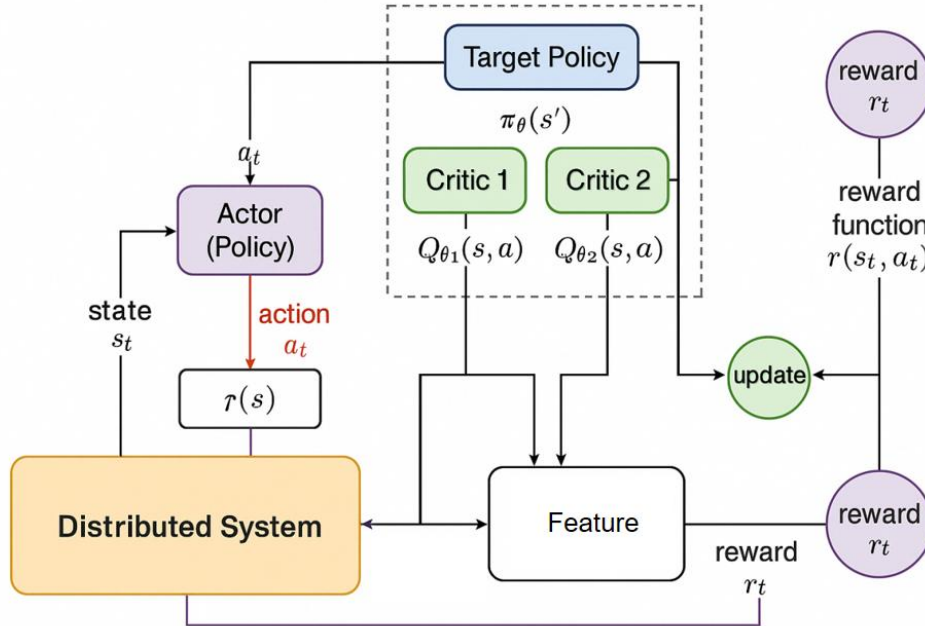 Target Policy
π_θ(s′)
Critic 1
Critic 2
Q_θ1(s, a)
Q_θ2(s, a)
a_t
Actor
(Policy)
state
s_t
action
a_t
r(s)
Distributed System
Feature
reward
r_t
update
reward
r_t
reward
function
r(s_t, a_t)
reward
r_t